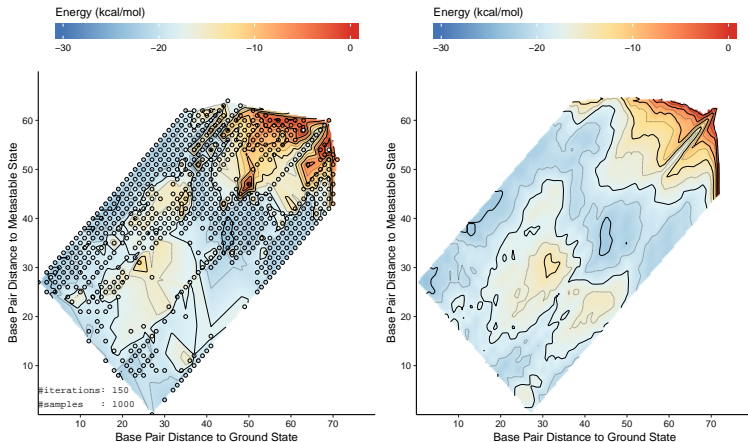 Energy (kcal/mol)
−30 −20 −10 0
Base Pair Distance to Metastable State
60
50
40
30
20
10
#iterations: 150
#samples : 1000
10 20 30 40 50 60 70
Base Pair Distance to Ground State
Energy (kcal/mol)
−30 −20 −10 0
Base Pair Distance to Metastable State
60
50
40
30
20
10
10 20 30 40 50 60 70
Base Pair Distance to Ground State